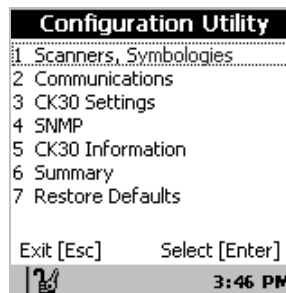 Configuration Utility
1 Scanners, Symbologies
2 Communications
3 CK30 Settings
4 SNMP
5 CK30 Information
6 Summary
7 Restore Defaults
Exit [Esc] Select [Enter]
3:46 PM